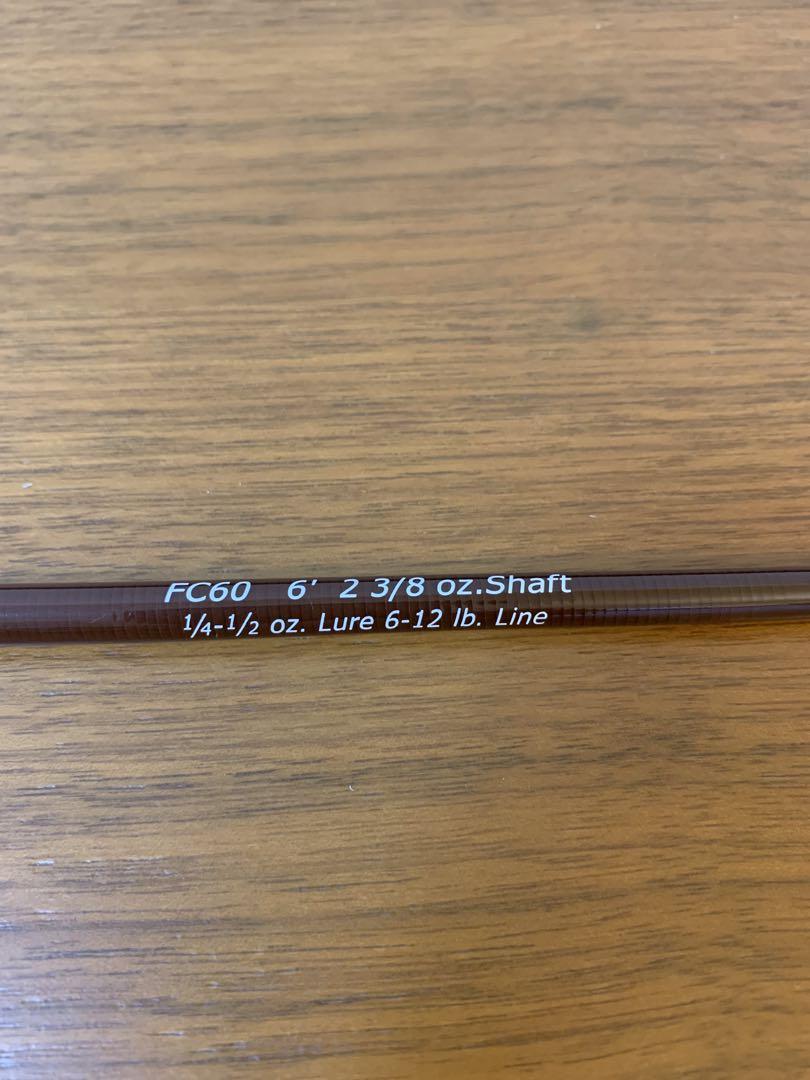 FC60 6' 2 3/8 oz.Shaft
1/4-1/2 oz. Lure 6-12 lb. Line